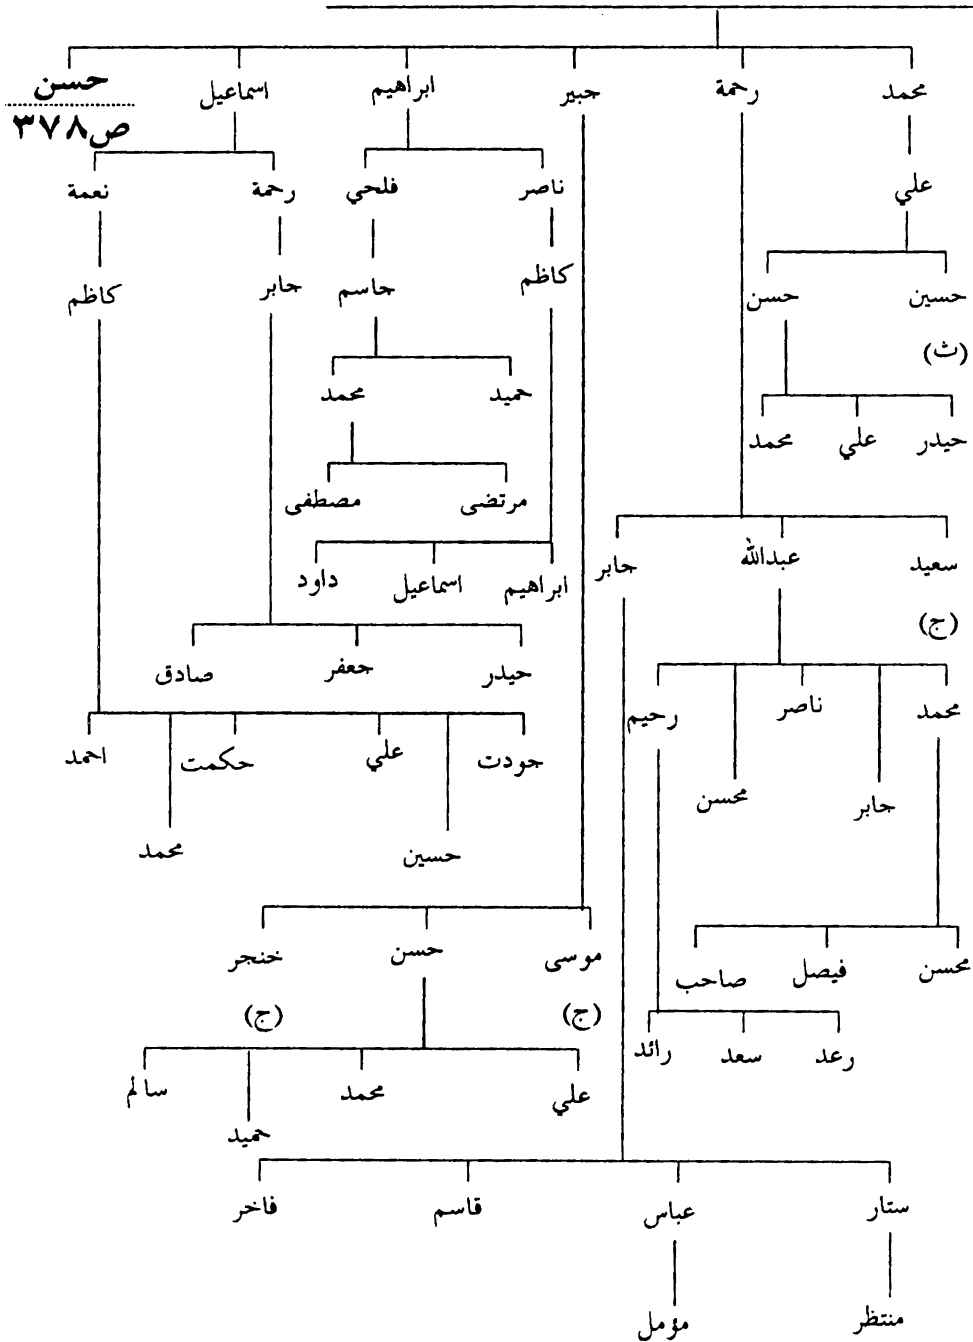 محمد رحمة جبير ابراهيم اسماعيل حسن
ص٣٧٨
علي ناصر فلحي رحمة نعمة
حسين حسن كاظم جاسم جابر كاظم
(ث)
حميد محمد
حيدر علي محمد
مرتضى مصطفى
سعيد عبدالله جابر ابراهيم اسماعيل داود
(ج)
حيدر جعفر صادق
محمد ناصر رحيم
جودت علي حكمت احمد
جابر محسن
حسين محمد
محسن فيصل صاحب موسى حسن خنجر
(ج) (ج)
رعد سعد رائد
علي محمد سالم
حميد
ستار عباس قاسم فاخر
منتظر مؤمل